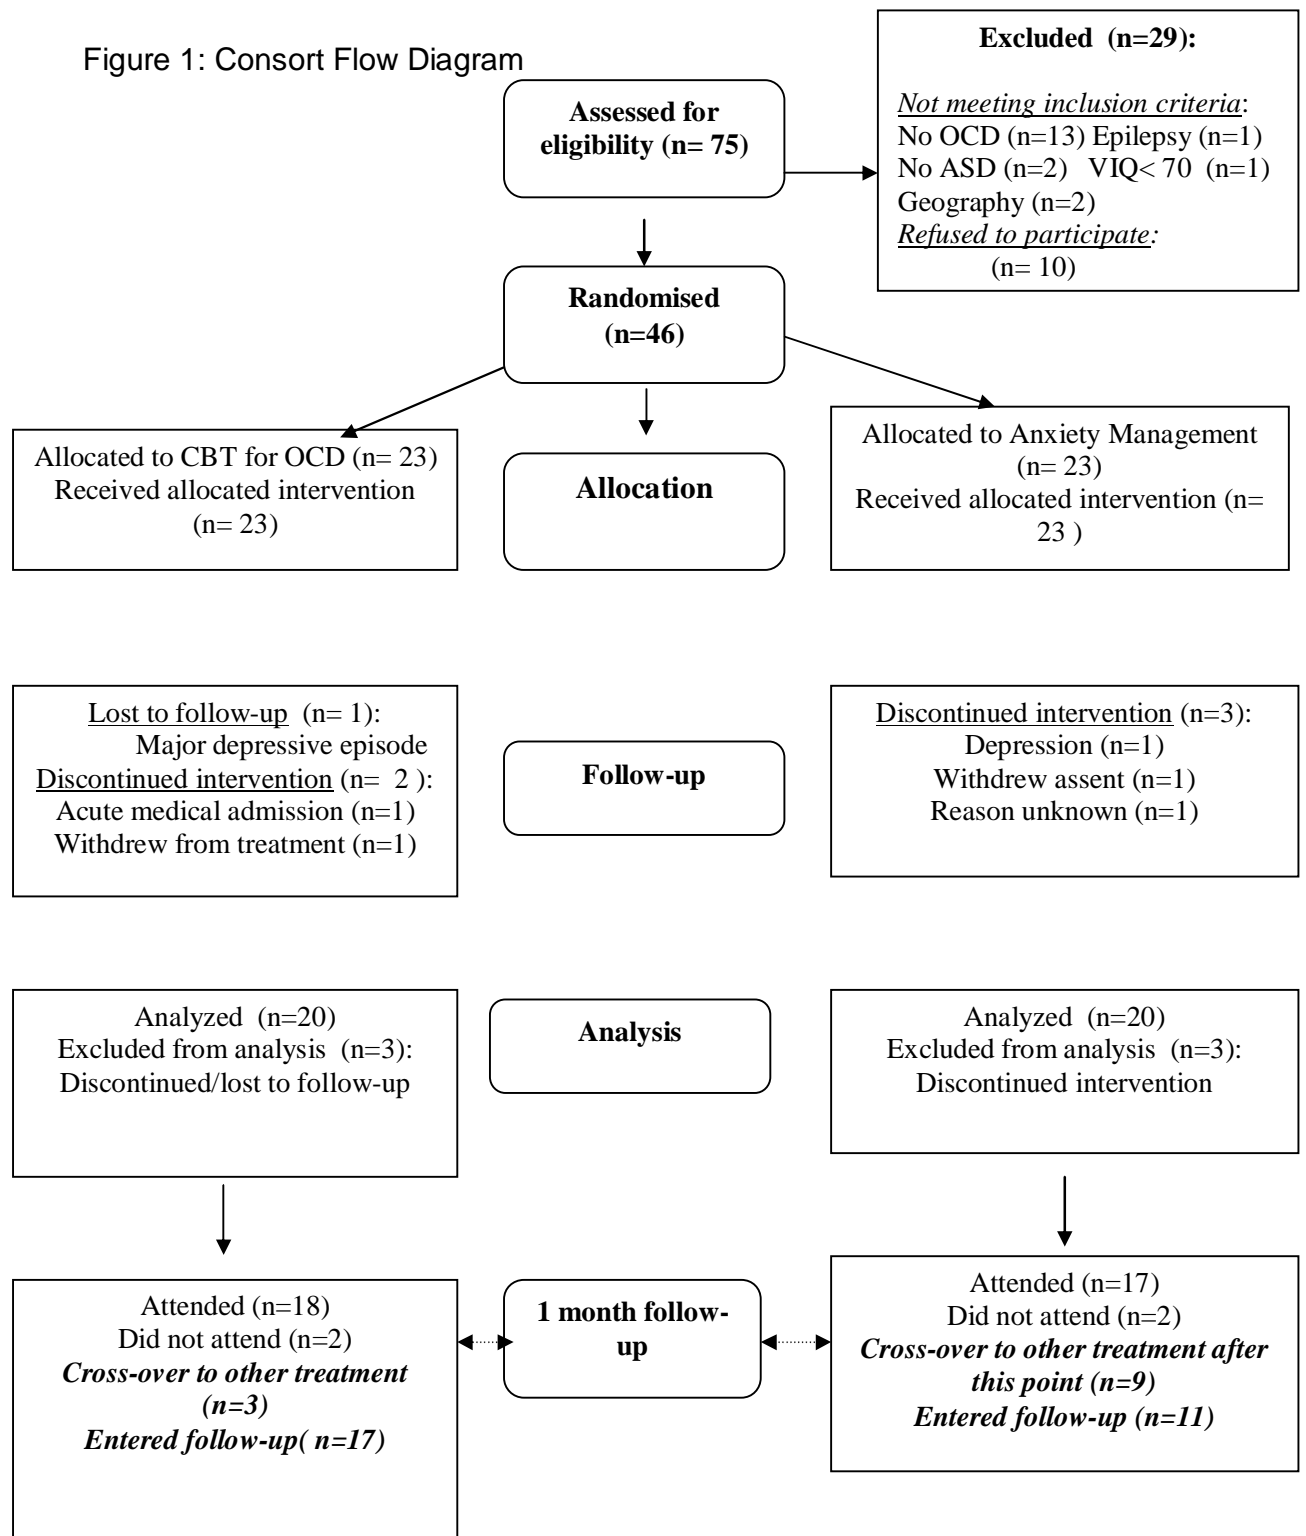 Figure 1: Consort Flow Diagram
Excluded (n=29):
Not meeting inclusion criteria:
No OCD (n=13) Epilepsy (n=1)
No ASD (n=2) VIQ< 70 (n=1)
Geography (n=2)
Refused to participate:
(n= 10)
Assessed for
eligibility (n= 75)
Randomised
(n=46)
Allocated to CBT for OCD (n= 23)
Received allocated intervention
(n= 23)
Allocation
Allocated to Anxiety Management
(n= 23)
Received allocated intervention (n=
23 )
Lost to follow-up (n= 1):
Major depressive episode
Discontinued intervention (n= 2 ):
Acute medical admission (n=1)
Withdrew from treatment (n=1)
Follow-up
Discontinued intervention (n=3):
Depression (n=1)
Withdrew assent (n=1)
Reason unknown (n=1)
Analyzed (n=20)
Excluded from analysis (n=3):
Discontinued/lost to follow-up
Analysis
Analyzed (n=20)
Excluded from analysis (n=3):
Discontinued intervention
Attended (n=18)
Did not attend (n=2)
Cross-over to other treatment
(n=3)
Entered follow-up( n=17)
1 month follow-
up
Attended (n=17)
Did not attend (n=2)
Cross-over to other treatment after
this point (n=9)
Entered follow-up (n=11)